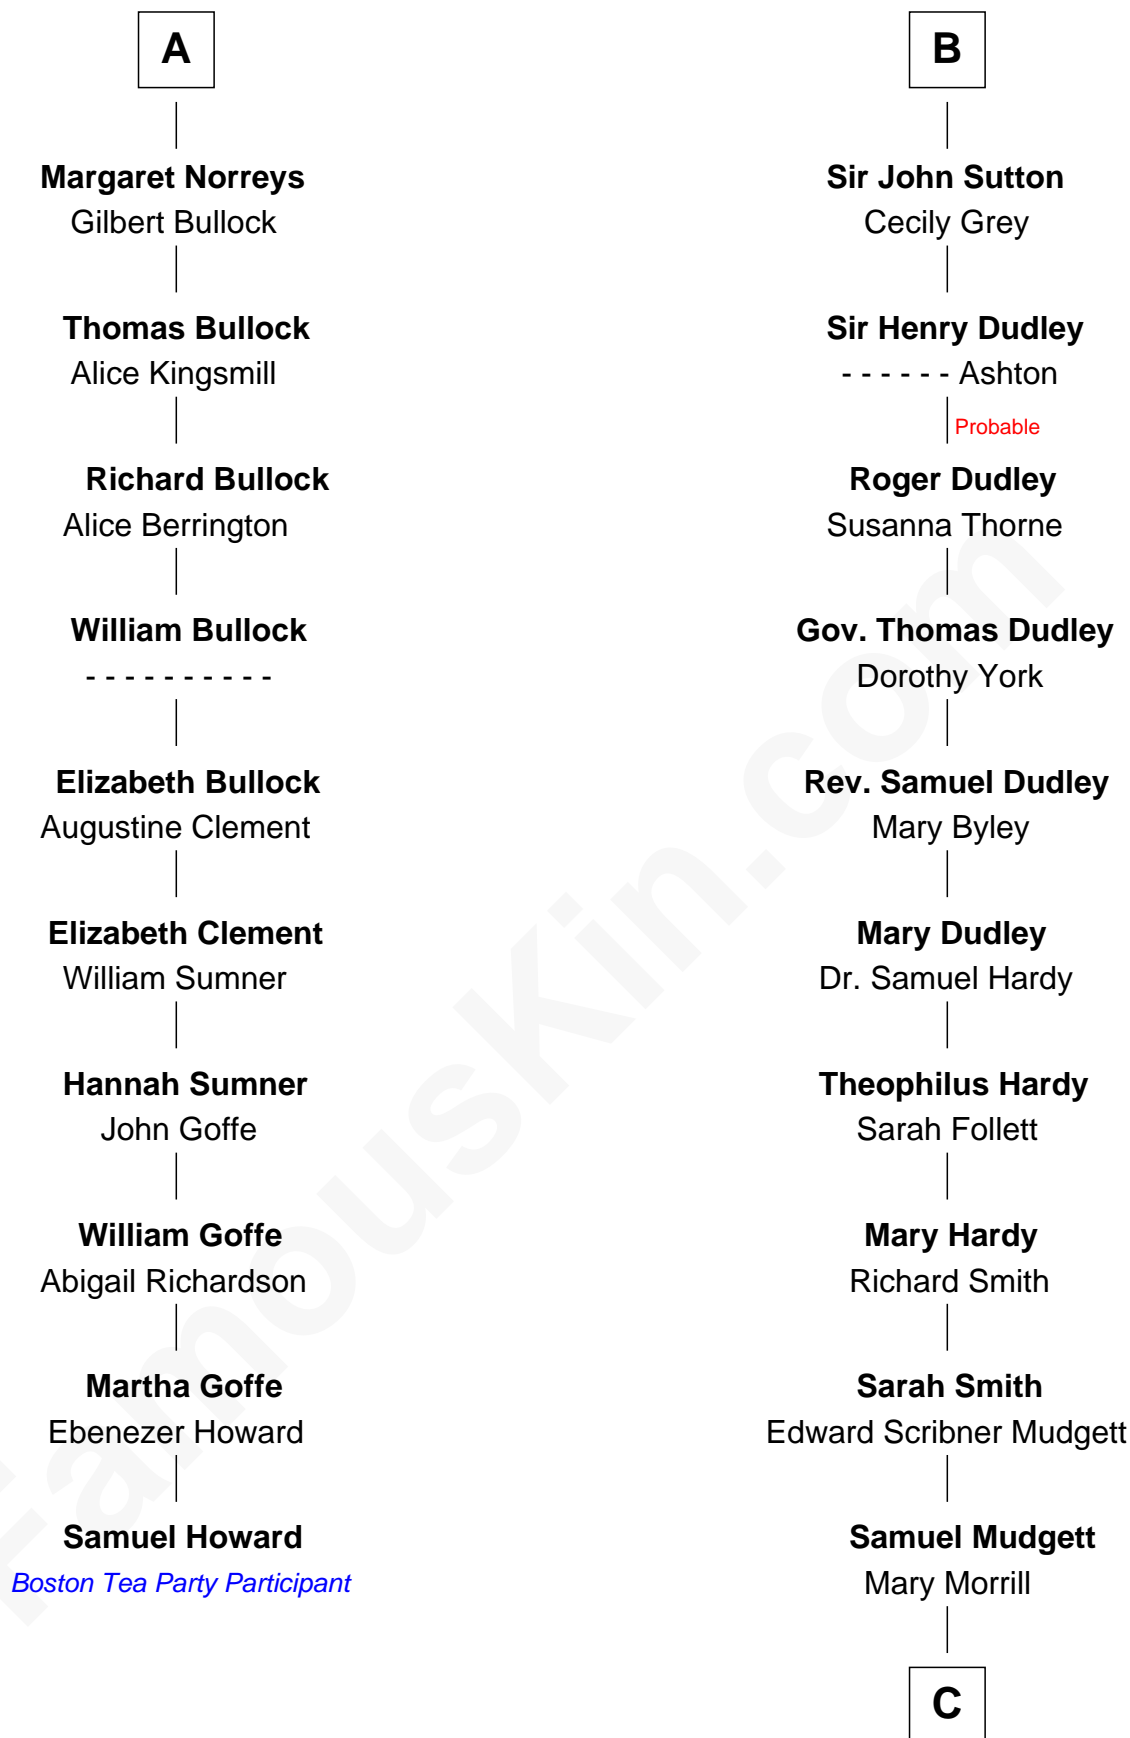 A
Margaret Norreys
Gilbert Bullock
Thomas Bullock
Alice Kingsmill
Richard Bullock
Alice Berrington
William Bullock
- - - - - - - - - -
Elizabeth Bullock
Augustine Clement
Elizabeth Clement
William Sumner
Hannah Sumner
John Goffe
William Goffe
Abigail Richardson
Martha Goffe
Ebenezer Howard
Samuel Howard
Boston Tea Party Participant
B
Sir John Sutton
Cecily Grey
Sir Henry Dudley
- - - - - - Ashton
Probable
Roger Dudley
Susanna Thorne
Gov. Thomas Dudley
Dorothy York
Rev. Samuel Dudley
Mary Byley
Mary Dudley
Dr. Samuel Hardy
Theophilus Hardy
Sarah Follett
Mary Hardy
Richard Smith
Sarah Smith
Edward Scribner Mudgett
Samuel Mudgett
Mary Morrill
C
FamousKin.com